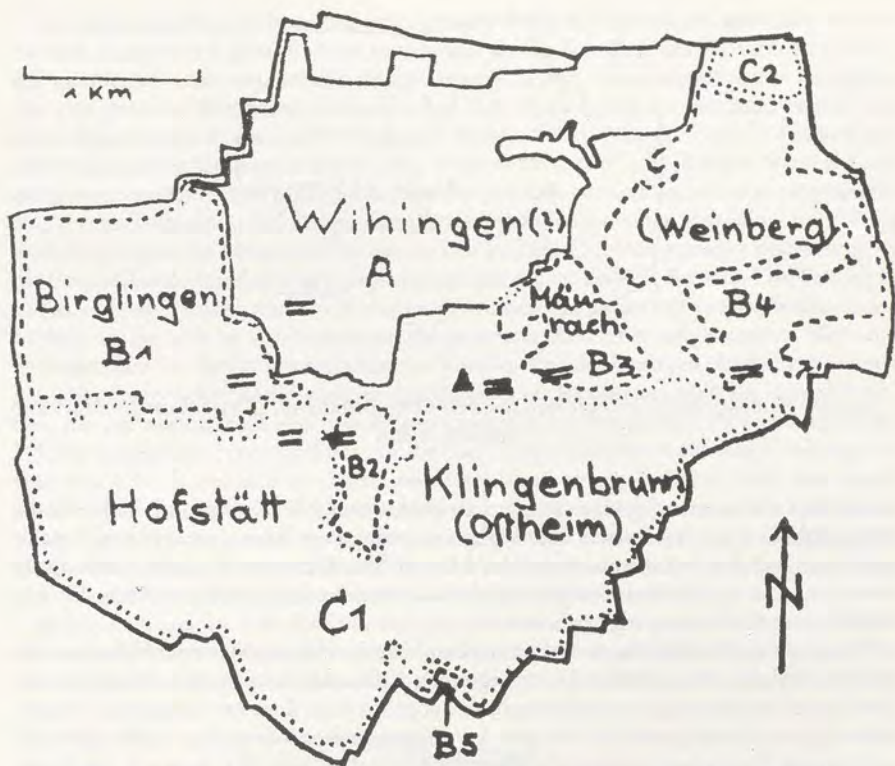 C2
1 Km
Wihingen(?)
A
(Weinberg)
Birglingen
B1
Mäu-
rach
B3
B4
B2
Hofstätt
Klingenbrunn
(Ostheim)
C1
N
B5